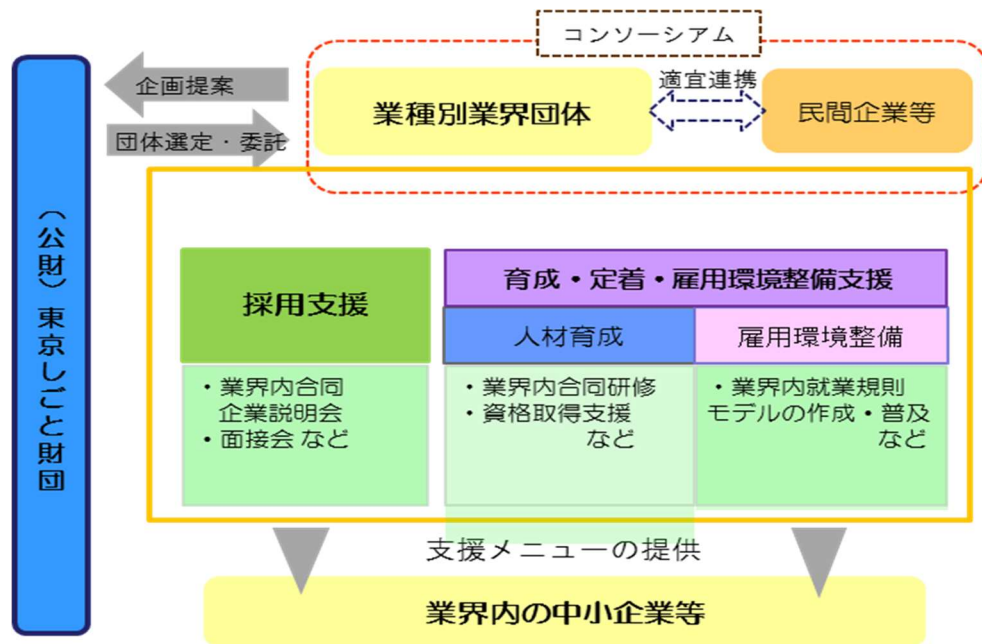 コンソーシアム
企画提案
団体選定・委託
業種別業界団体
適宜連携
民間企業等
（公財）東京しごと財団
採用支援
育成・定着・雇用環境整備支援
人材育成
雇用環境整備
・業界内合同
企業説明会
・面接会 など
・業界内合同研修
・資格取得支援
など
・業界内就業規則
モデルの作成・普及
など
支援メニューの提供
業界内の中小企業等